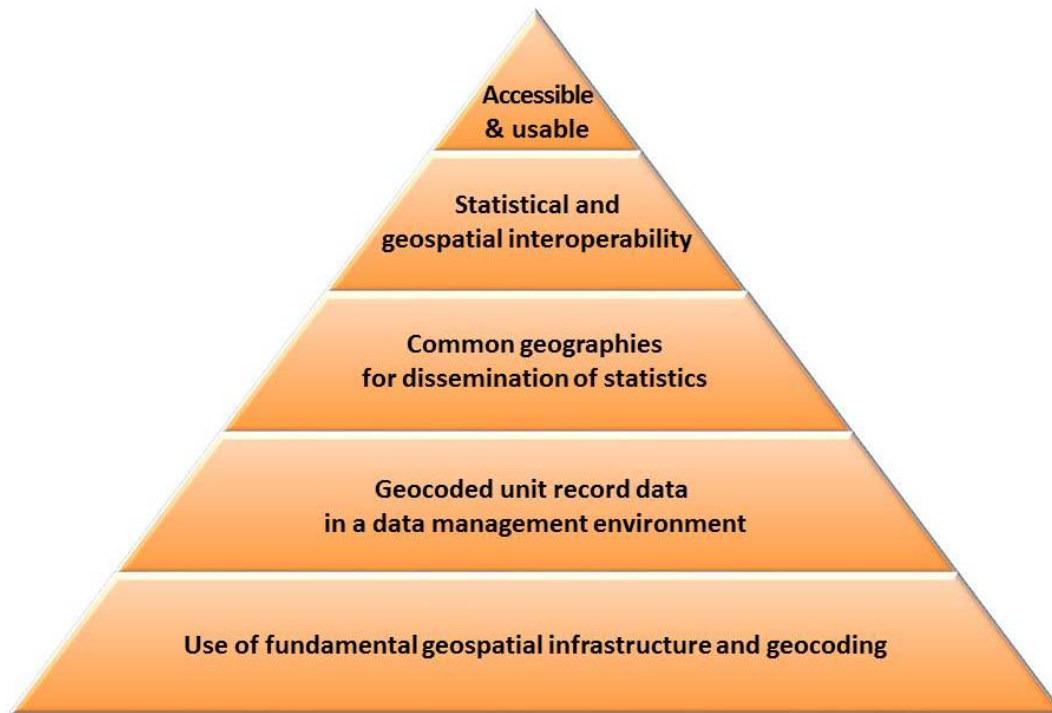 Accessible
& usable
Statistical and
geospatial interoperability
Common geographies
for dissemination of statistics
Geocoded unit record data
in a data management environment
Use of fundamental geospatial infrastructure and geocoding